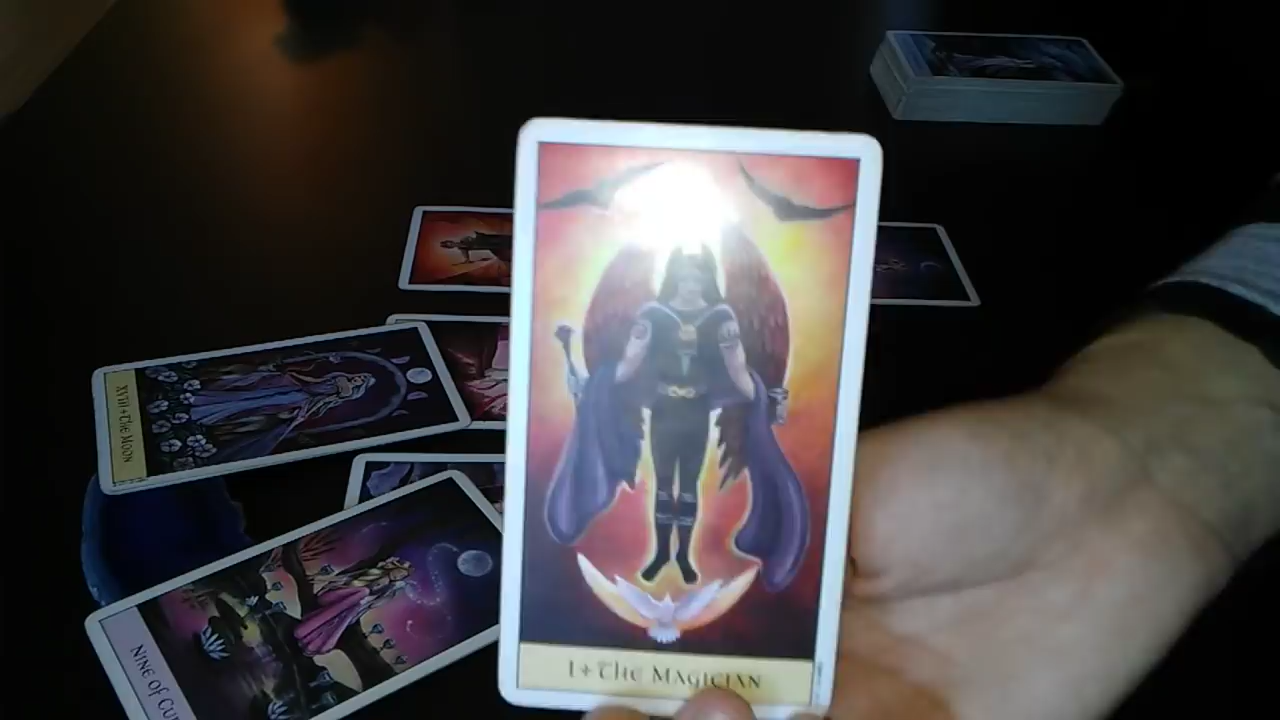 XVIII + The Moon
Nine of Cu
I + The Magician